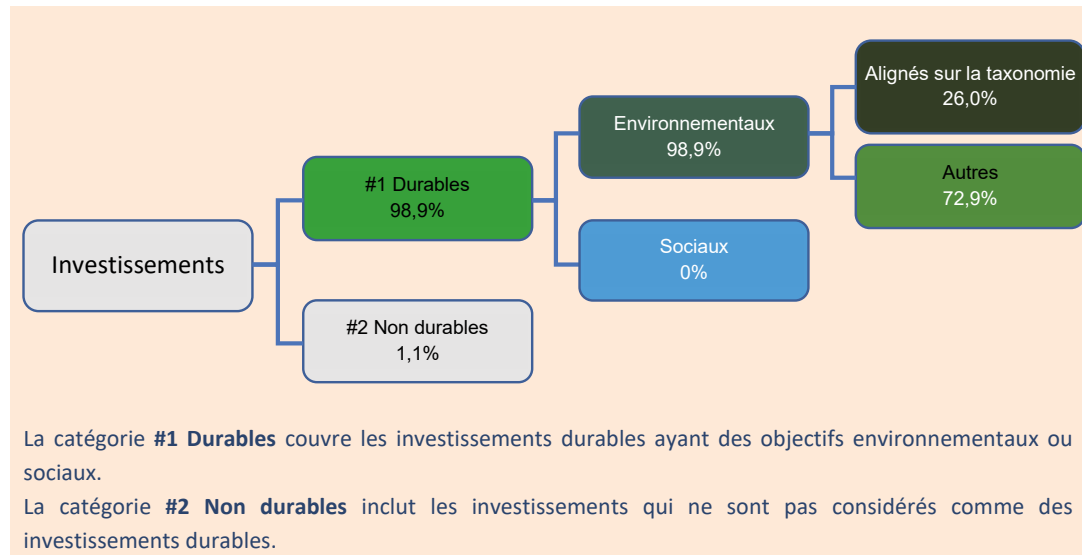 Investissements
#1 Durables
98,9%
#2 Non durables
1,1%
Environnementaux
98,9%
Sociaux
0%
Alignés sur la taxonomie
26,0%
Autres
72,9%
La catégorie #1 Durables couvre les investissements durables ayant des objectifs environnementaux ou
sociaux.
La catégorie #2 Non durables inclut les investissements qui ne sont pas considérés comme des
investissements durables.